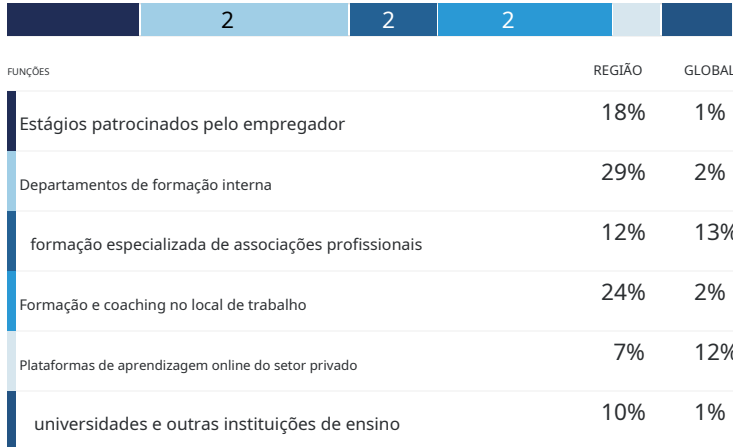 2 2 2
FUNÇÕES REGIÃO GLOBAL
Estágios patrocinados pelo empregador 18% 1%
Departamentos de formação interna 29% 2%
formação especializada de associações profissionais 12% 13%
Formação e coaching no local de trabalho 24% 2%
Plataformas de aprendizagem online do setor privado 7% 12%
universidades e outras instituições de ensino 10% 1%